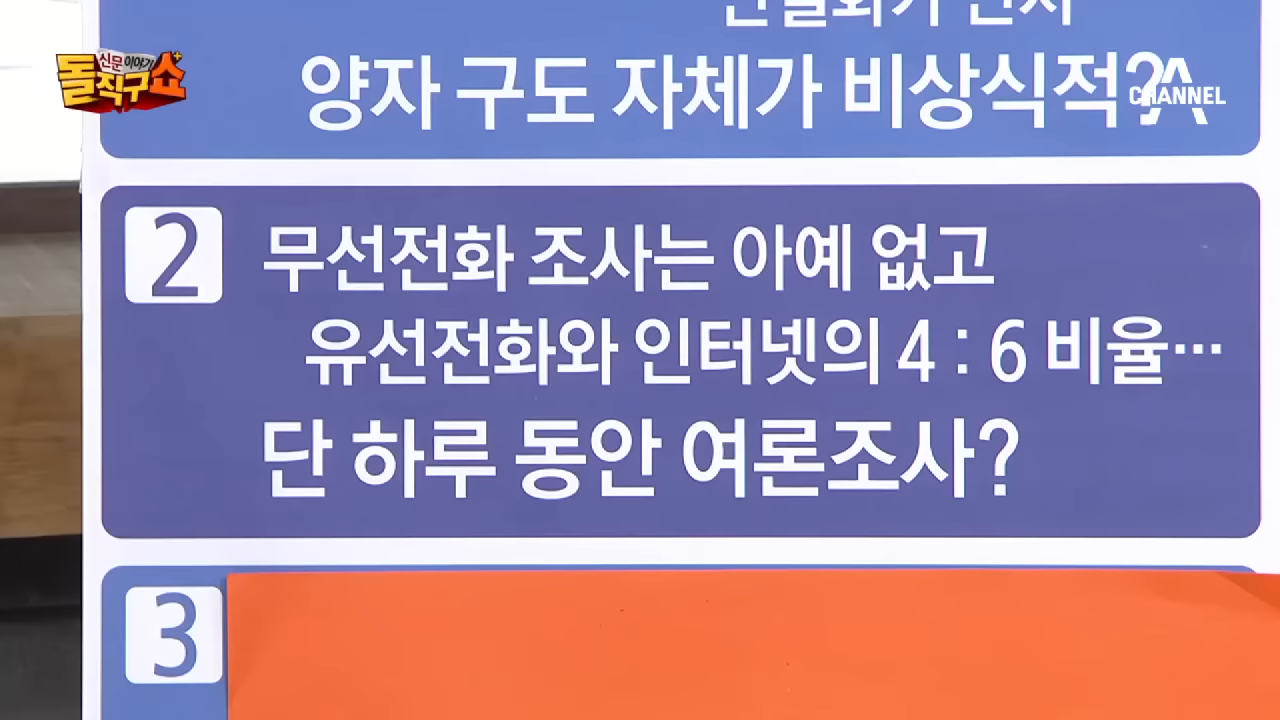 신문이야기
돌직구쇼+
CHANNEL A
양자 구도 자체가 비상식적?
2
무선전화 조사는 아예 없고
유선전화와 인터넷의 4 : 6 비율…
단 하루 동안 여론조사?
3